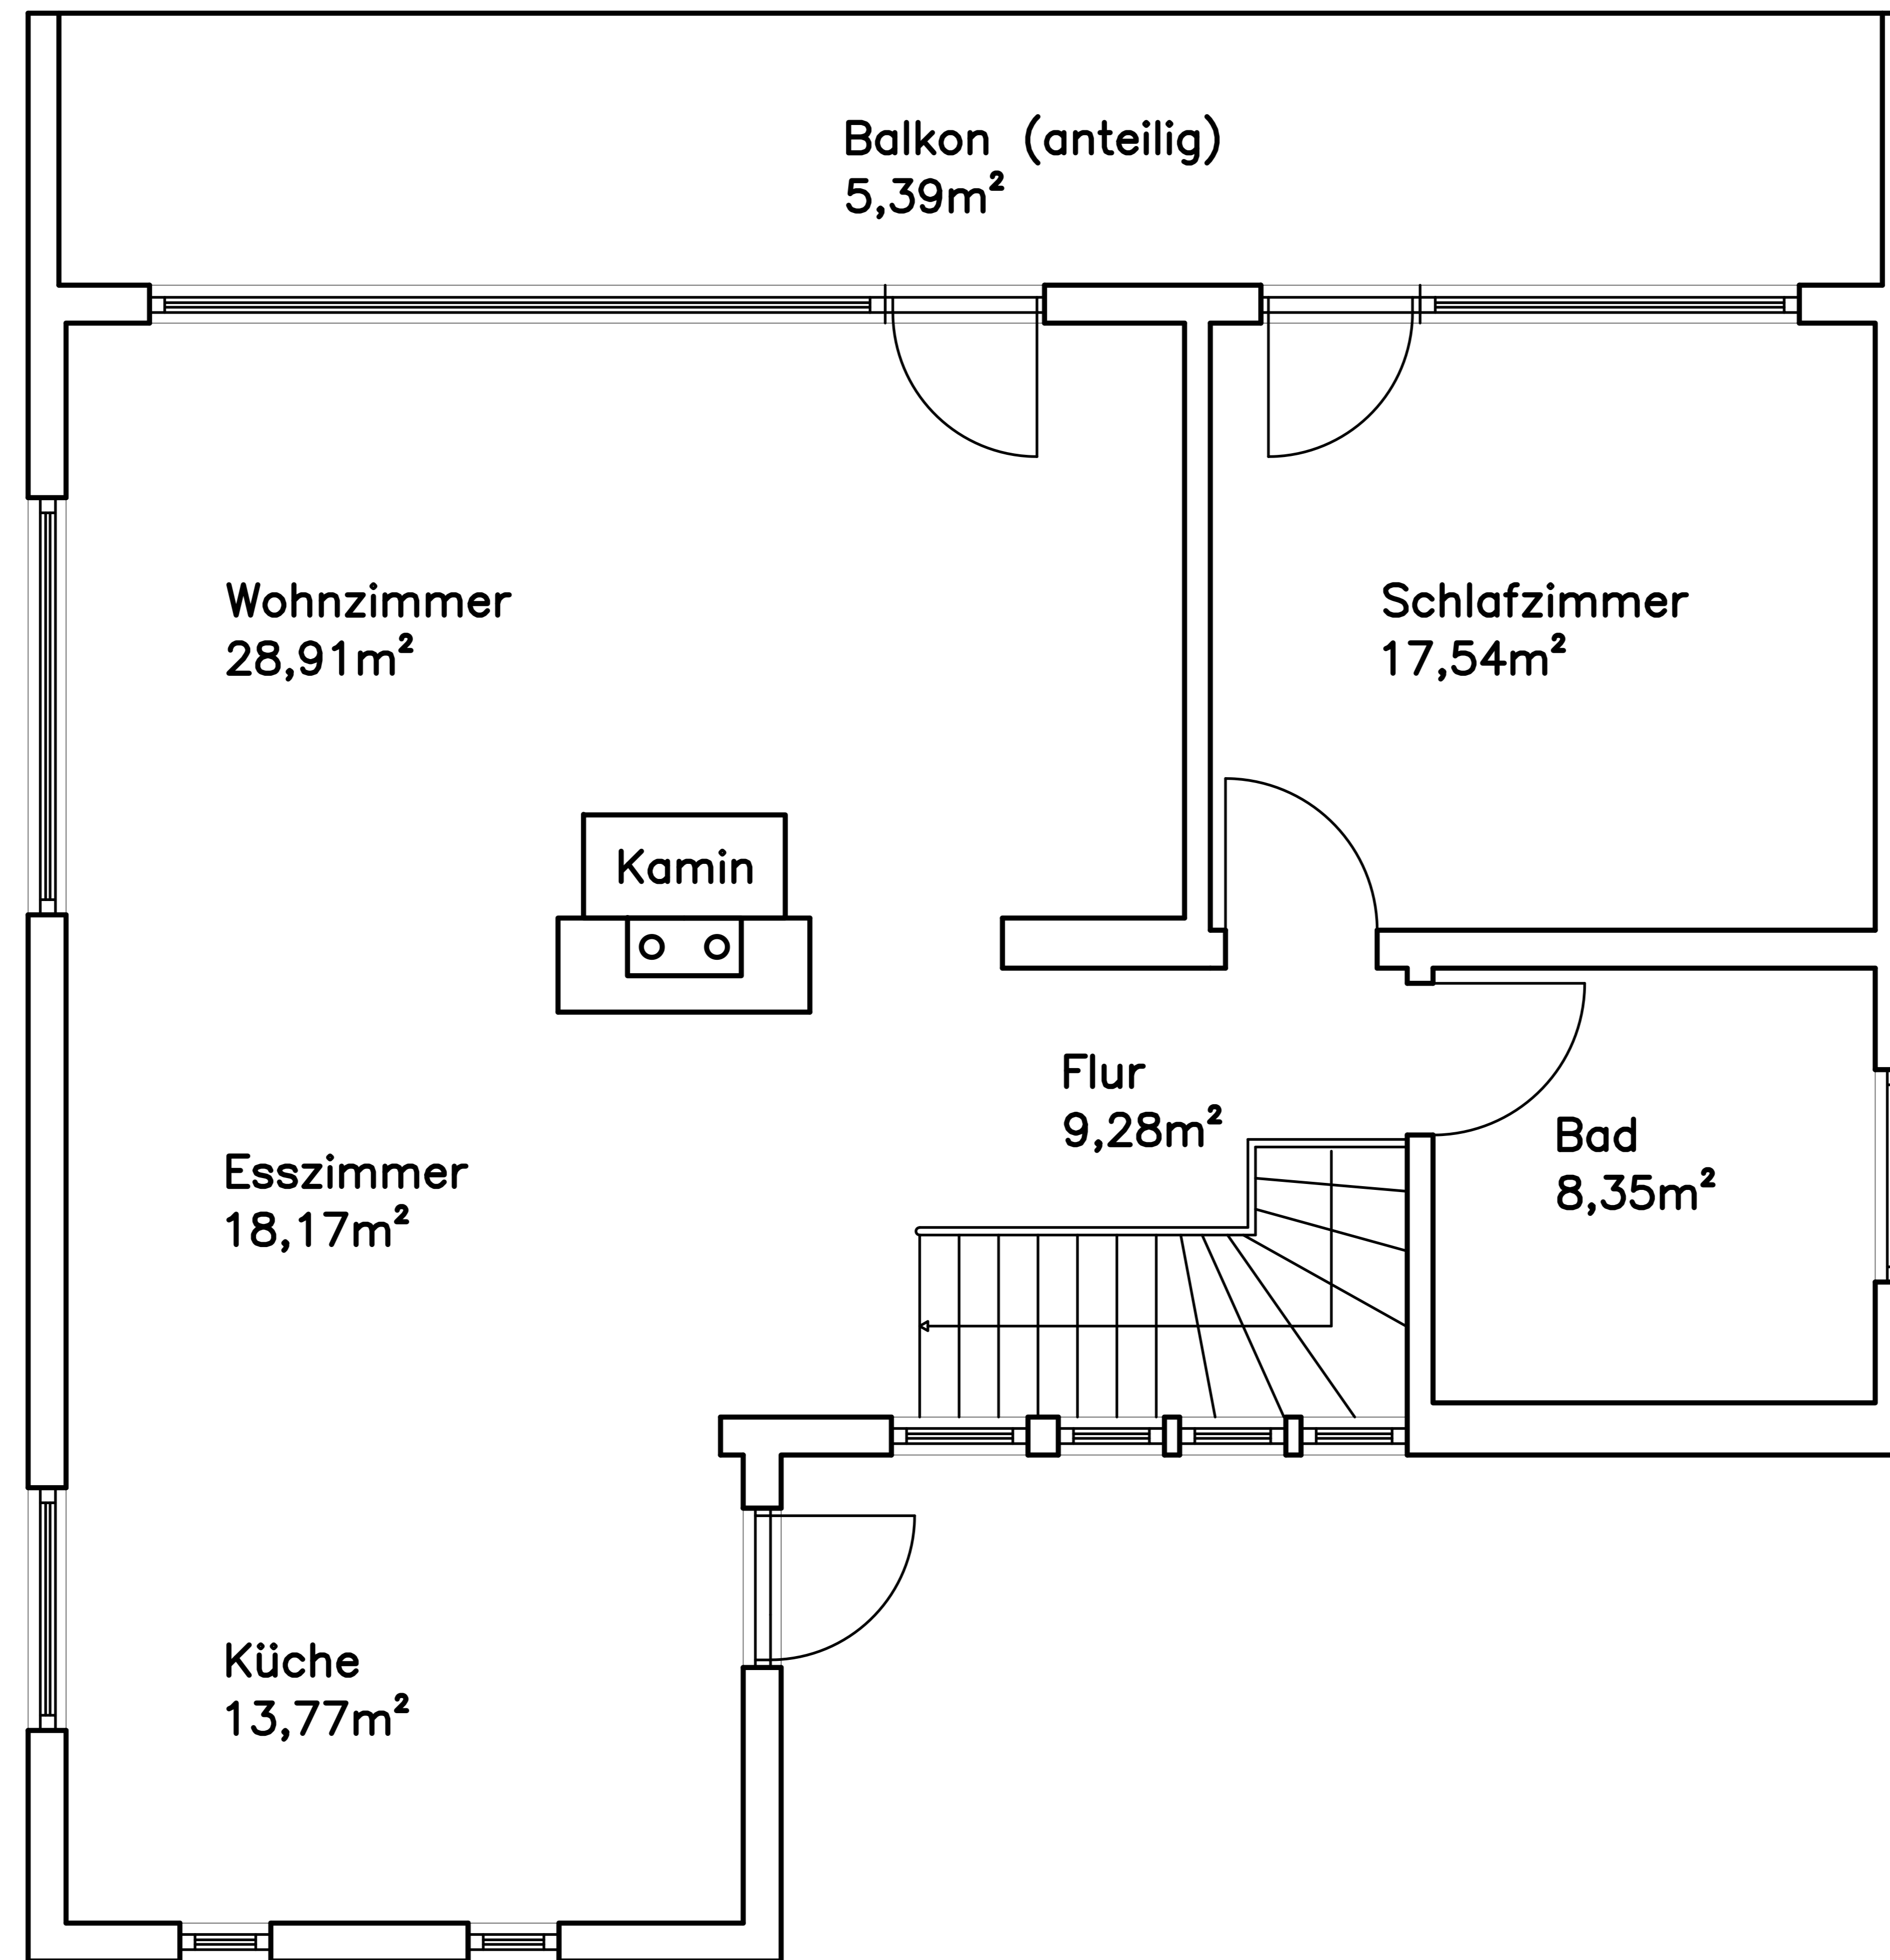 Balkon (anteilig)
5,39m²
Wohnzimmer
28,91m²
Schlafzimmer
17,54m²
Kamin
Flur
9,28m²
Bad
8,35m²
Esszimmer
18,17m²
Küche
13,77m²